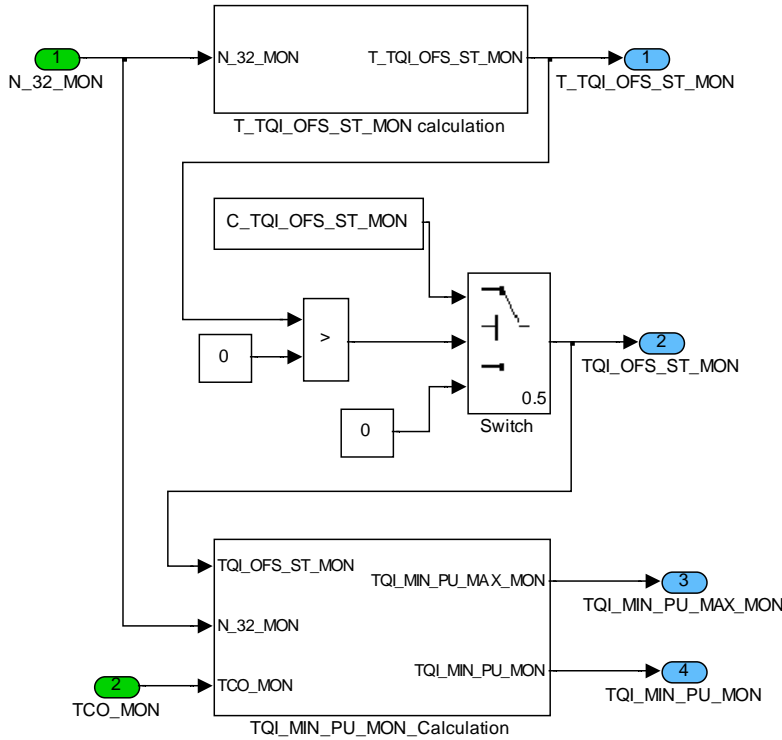 1
N_32_MON
N_32_MON
T_TQI_OFS_ST_MON
T_TQI_OFS_ST_MON calculation
1
T_TQI_OFS_ST_MON
C_TQI_OFS_ST_MON
0
>
0
0.5
Switch
2
TQI_OFS_ST_MON
TQI_OFS_ST_MON
N_32_MON
TCO_MON
TQI_MIN_PU_MAX_MON
TQI_MIN_PU_MON
TQI_MIN_PU_MON_Calculation
2
TCO_MON
3
TQI_MIN_PU_MAX_MON
4
TQI_MIN_PU_MON